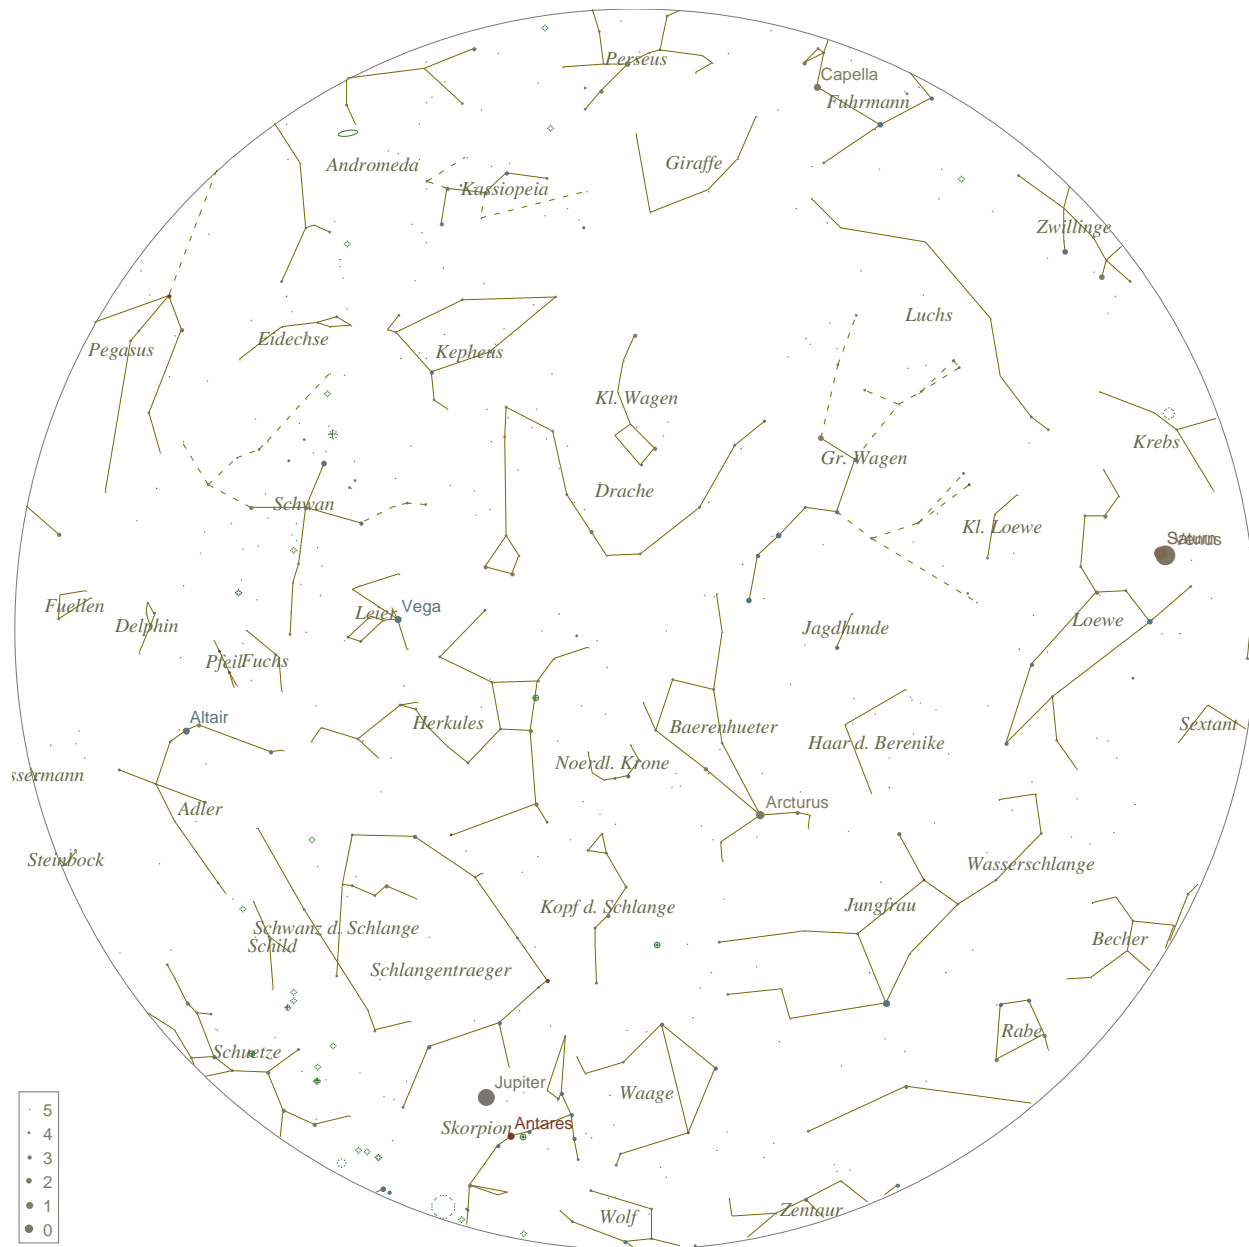 Perseus
Capella
Fuhrmann
Andromeda
Giraffe
Kassiopeia
Zwillinge
Luchs
Pegasus
Eidechse
Kepheus
Kl. Wagen
Gr. Wagen
Krebs
Drache
Schwan
Kl. Loewe
Saturn
Venus
Fuellen
Delphin
Leier
Vega
Jagdhunde
Loewe
Pfeil
Fuchs
Altair
Herkules
Baerenhueter
Haar d. Berenike
Sextant
Noerdl. Krone
ssermann
Adler
Arcturus
Steinbock
Wasserschlange
Kopf d. Schlange
Jungfrau
Schwanz d. Schlange
Schild
Becher
Schlangentraeger
Rabe
Schuetze
Jupiter
Waage
Skorpion
Antares
Wolf
Zentaur
5
4
3
2
1
0